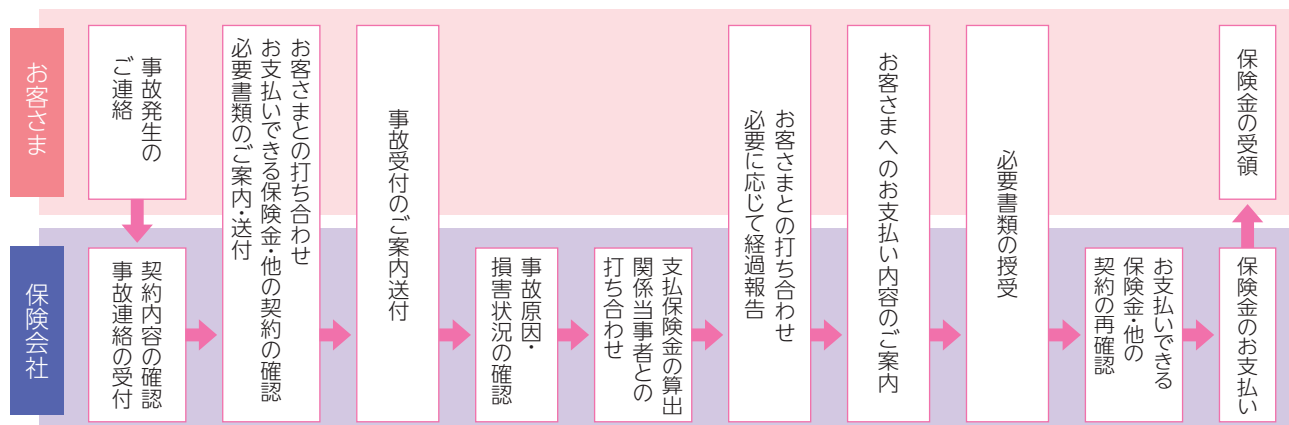 お客さま
事故発生の
ご連絡
お客さまとの打ち合わせ
お支払いできる保険金・他の契約の確認
必要書類のご案内・送付
事故受付のご案内送付
お客さまとの打ち合わせ
必要に応じて経過報告
お客さまへのお支払い内容のご案内
必要書類の授受
保険金の受領
保険会社
契約内容の確認
事故連絡の受付
事故原因・
損害状況の確認
支払保険金の算出
関係当事者との
打ち合わせ
お支払いできる
保険金・他の
契約の再確認
保険金のお支払い